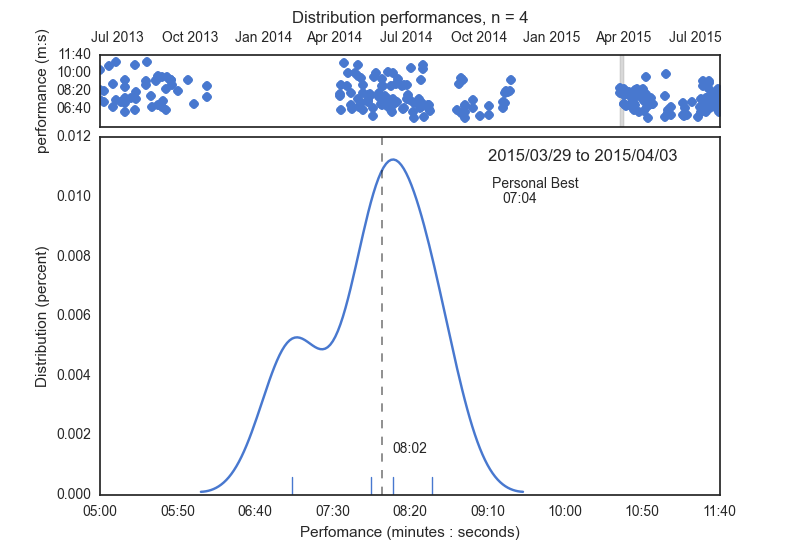 Distribution performances, n = 4
Jul 2013 Oct 2013 Jan 2014 Apr 2014 Jul 2014 Oct 2014 Jan 2015 Apr 2015 Jul 2015
performance (m:s)
11:40
10:00
08:20
06:40
Distribution (percent)
0.012
0.010
0.008
0.006
0.004
0.002
0.000
2015/03/29 to 2015/04/03
Personal Best
07:04
08:02
05:00 05:50 06:40 07:30 08:20 09:10 10:00 10:50 11:40
Perfomance (minutes : seconds)